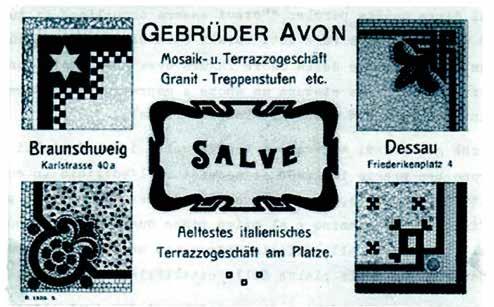 GEBRÜDER AVON
Mosaik- u. Terrazzogeschäft
Granit - Treppenstufen etc.
Braunschweig
Karlstrasse 40a
SALVE
Dessau
Friederikenplatz 4
Aeltestes italienisches
Terrazzogeschäft am Platze.